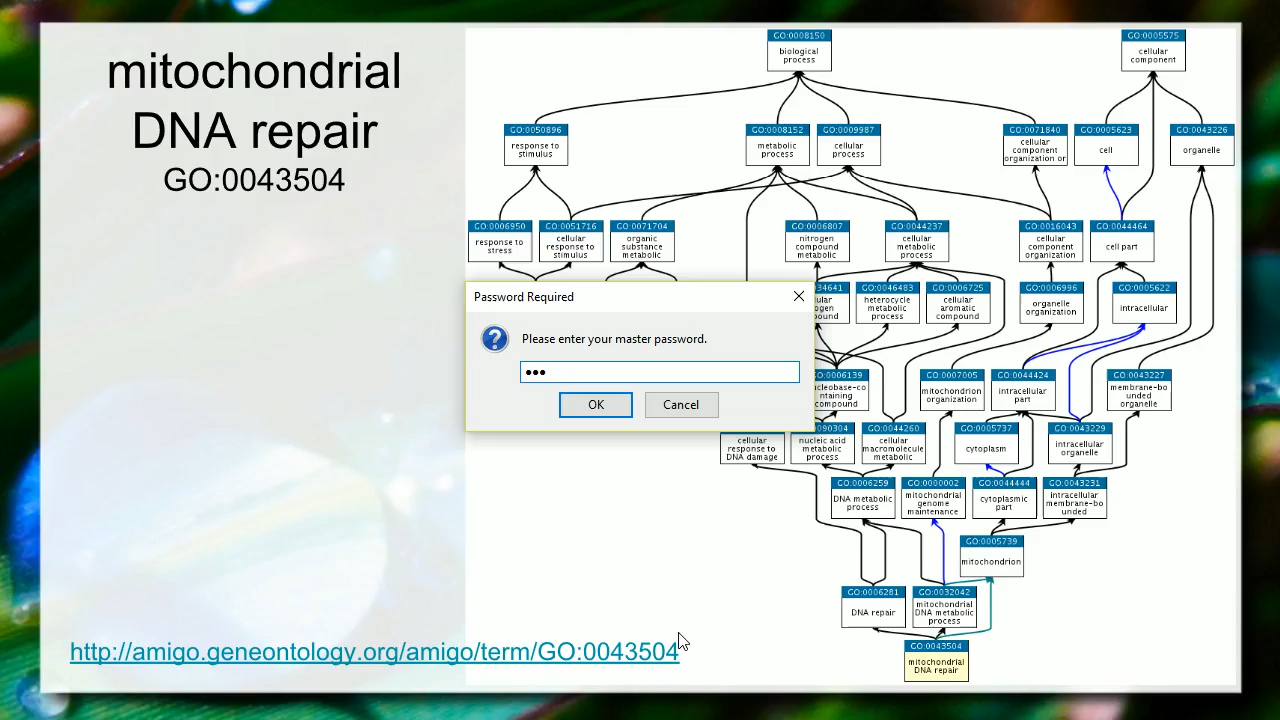 mitochondrial
DNA repair
GO:0043504
http://amigo.geneontology.org/amigo/term/GO:0043504
GO:0008150
biological
process
GO:0005575
cellular
component
GO:0050896
response to
stimulus
GO:0008152
metabolic
process
GO:0009987
cellular
process
GO:0071840
cellular
component
organization or
GO:0005623
cell
GO:0043226
organelle
GO:0006950
response to
stress
GO:0051716
cellular
response to
stimulus
GO:0071704
organic
substance
metabolic
GO:0006807
nitrogen
compound
metabolic
GO:0044237
cellular
metabolic
process
GO:0016043
cellular
component
organization
GO:0044464
cell part
Password Required
Please enter your master password.
OK
Cancel
34641
GO:0046483
heterocycle
metabolic
process
GO:0006725
cellular
aromatic
compound
GO:0006996
organelle
organization
GO:0005622
intracellular
GO:0006139
ucleobase-co
ntaining
compound
GO:0007005
mitochondrion
organization
GO:0044424
intracellular
part
GO:0043227
membrane-bo
unded
organelle
cellular
response to
DNA damage
0090304
nucleic acid
metabolic
process
GO:0044260
cellular
macromolecule
metabolic
GO:0005737
cytoplasm
GO:0043229
intracellular
organelle
GO:0006259
DNA metabolic
process
GO:0000002
mitochondrial
genome
maintenance
GO:0044444
cytoplasmic
part
GO:0043231
intracellular
membrane-bo
unded
GO:0005739
mitochondrion
GO:0006281
DNA repair
GO:0032042
mitochondrial
DNA metabolic
process
GO:0043504
mitochondrial
DNA repair